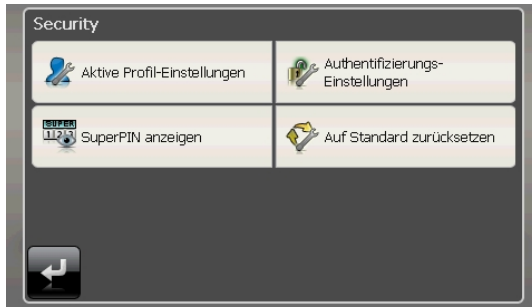 Security
Aktive Profil-Einstellungen
Authentifizierungs-
Einstellungen
SUPER
123
SuperPIN anzeigen
Auf Standard zurücksetzen